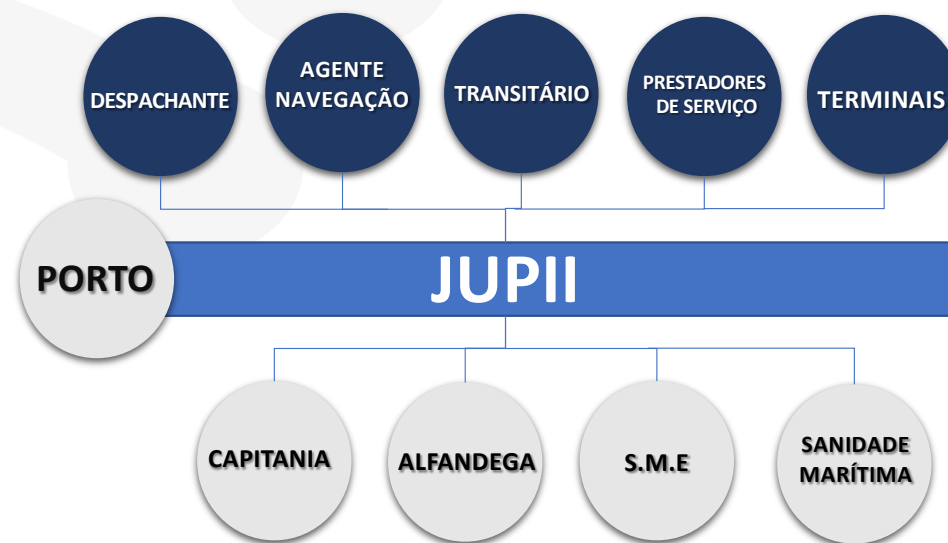 DESPACHANTE
AGENTE
NAVEGAÇÃO
TRANSITÁRIO
PRESTADORES
DE SERVIÇO
TERMINAIS
PORTO
JUPII
CAPITANIA
ALFANDEGA
S.M.E
SANIDADE
MARÍTIMA